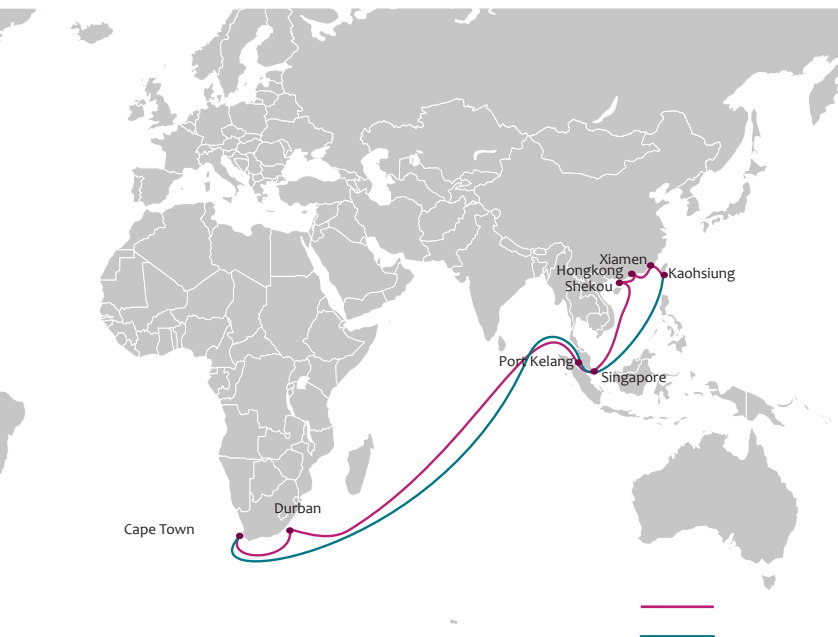 Xiamen
Hongkong
Kaohsiung
Shekou
Port Kelang
Singapore
Durban
Cape Town